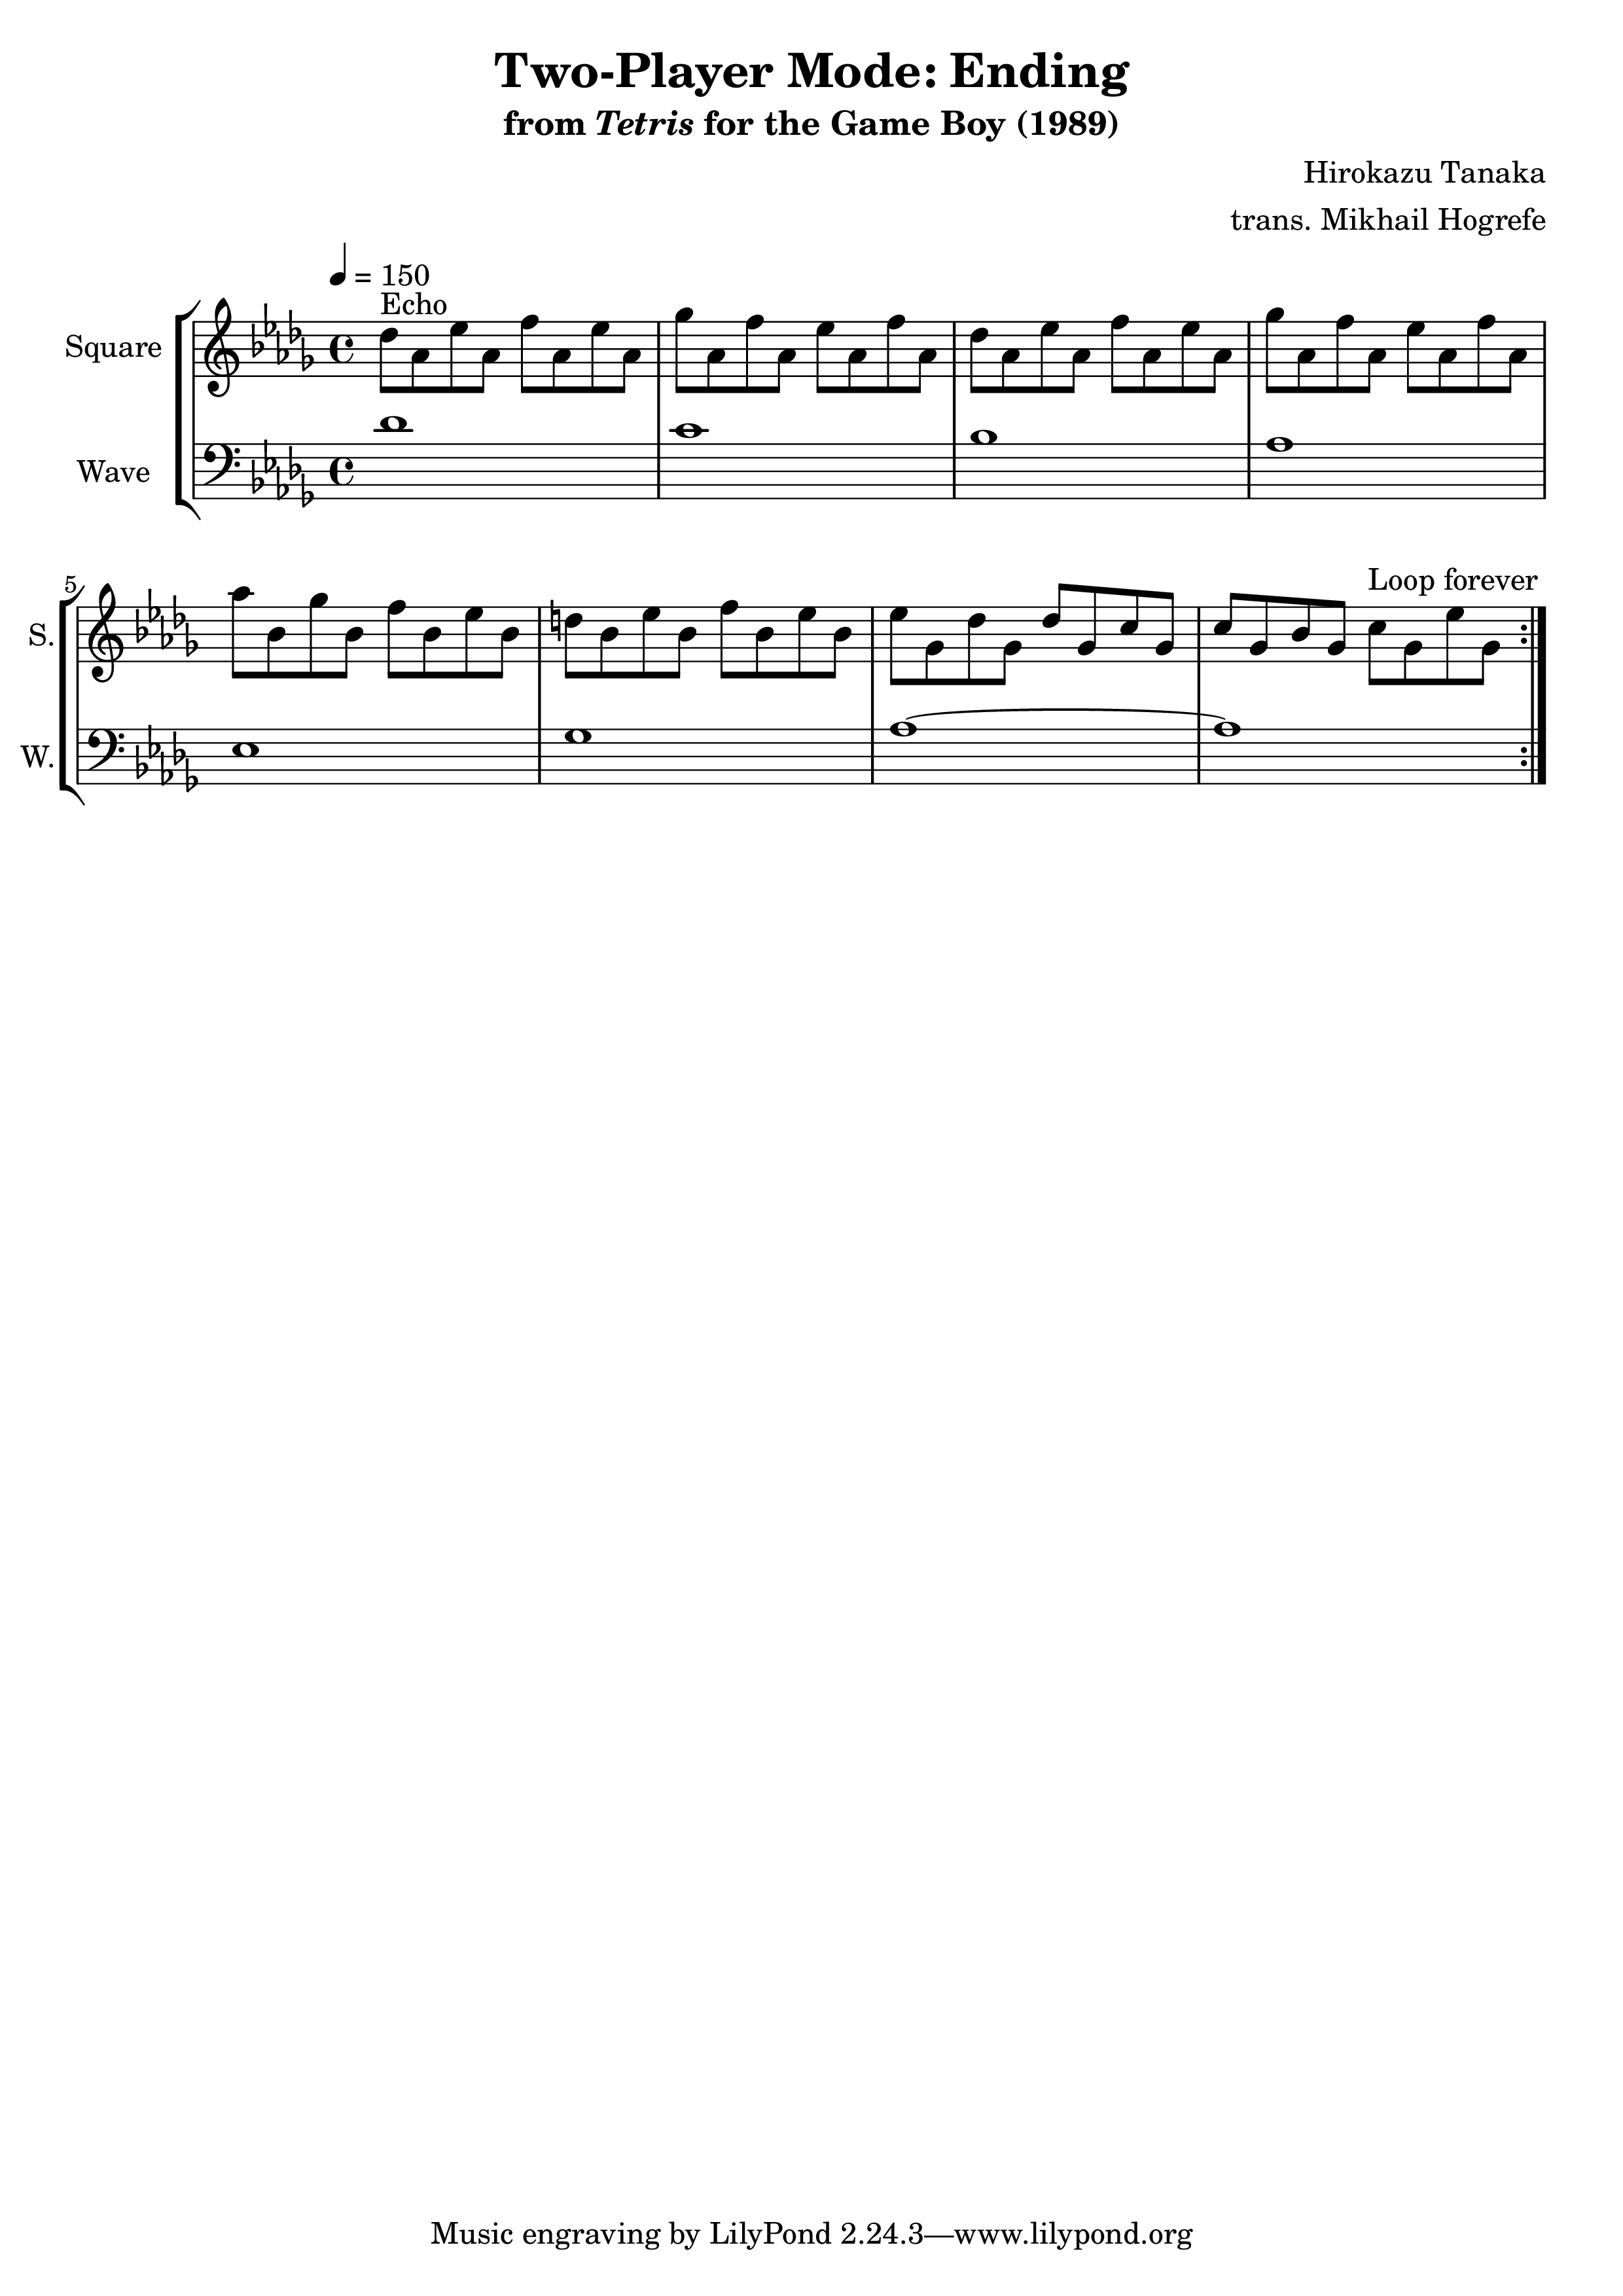 Two-Player Mode: Ending
from Tetris for the Game Boy (1989)
Hirokazu Tanaka
trans. Mikhail Hogrefe
= 150
Echo
Square
Wave
5
Loop forever
S.
W.
Music engraving by LilyPond 2.24.3—www.lilypond.org